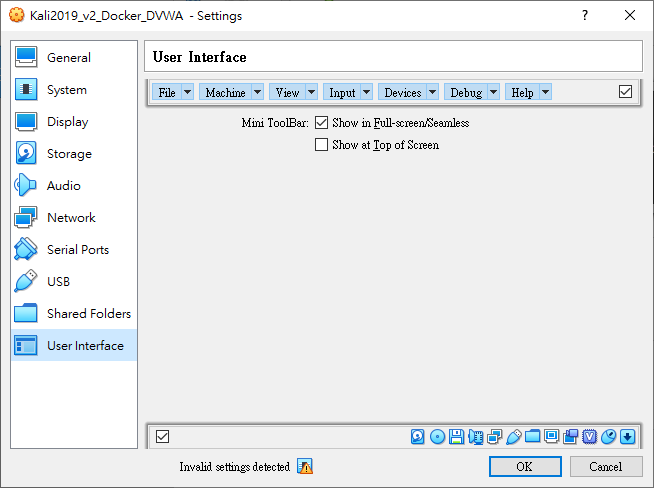 Kali2019_v2_Docker_DVWA - Settings
?
General
System
Display
Storage
Audio
Network
Serial Ports
USB
Shared Folders
User Interface
User Interface
File Machine View Input Devices Debug Help
Mini ToolBar: Show in Full-screen/Seamless
Show at Top of Screen
Invalid settings detected
OK Cancel